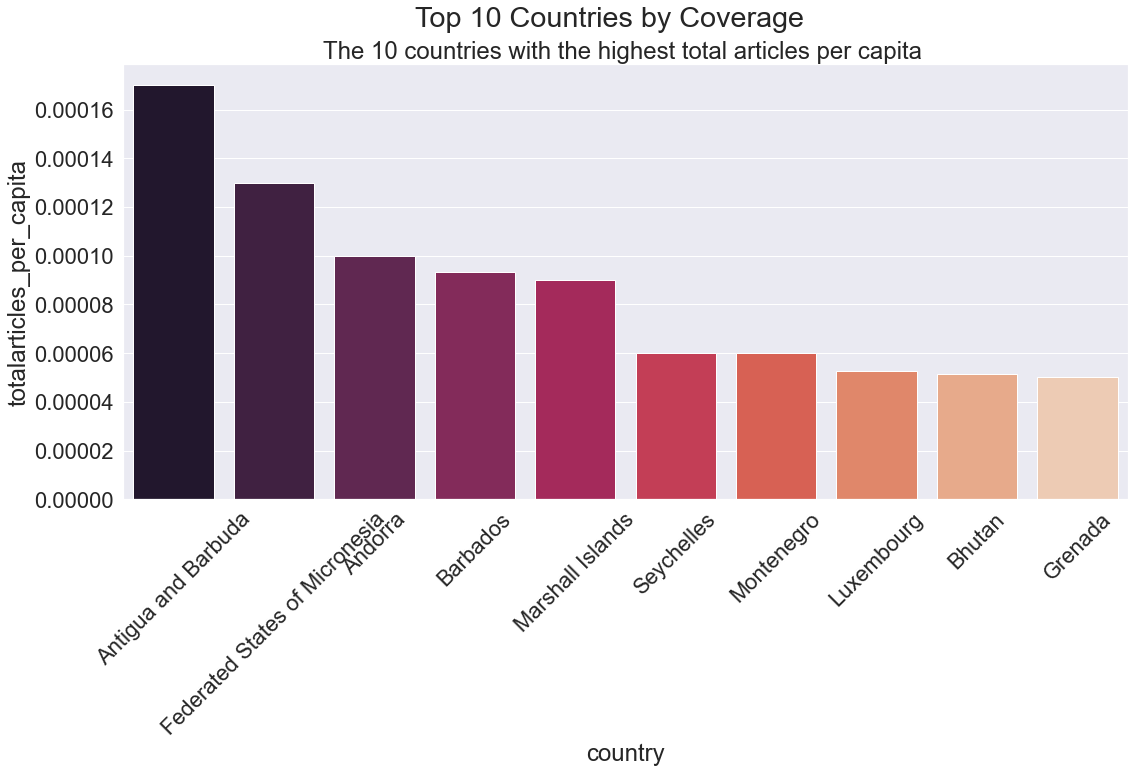 Top 10 Countries by Coverage
The 10 countries with the highest total articles per capita
totalarticles_per_capita
0.00016
0.00014
0.00012
0.00010
0.00008
0.00006
0.00004
0.00002
0.00000
Antigua and Barbuda
Federated States of Micronesia
Andorra
Barbados
Marshall Islands
Seychelles
Montenegro
Luxembourg
Bhutan
Grenada
country